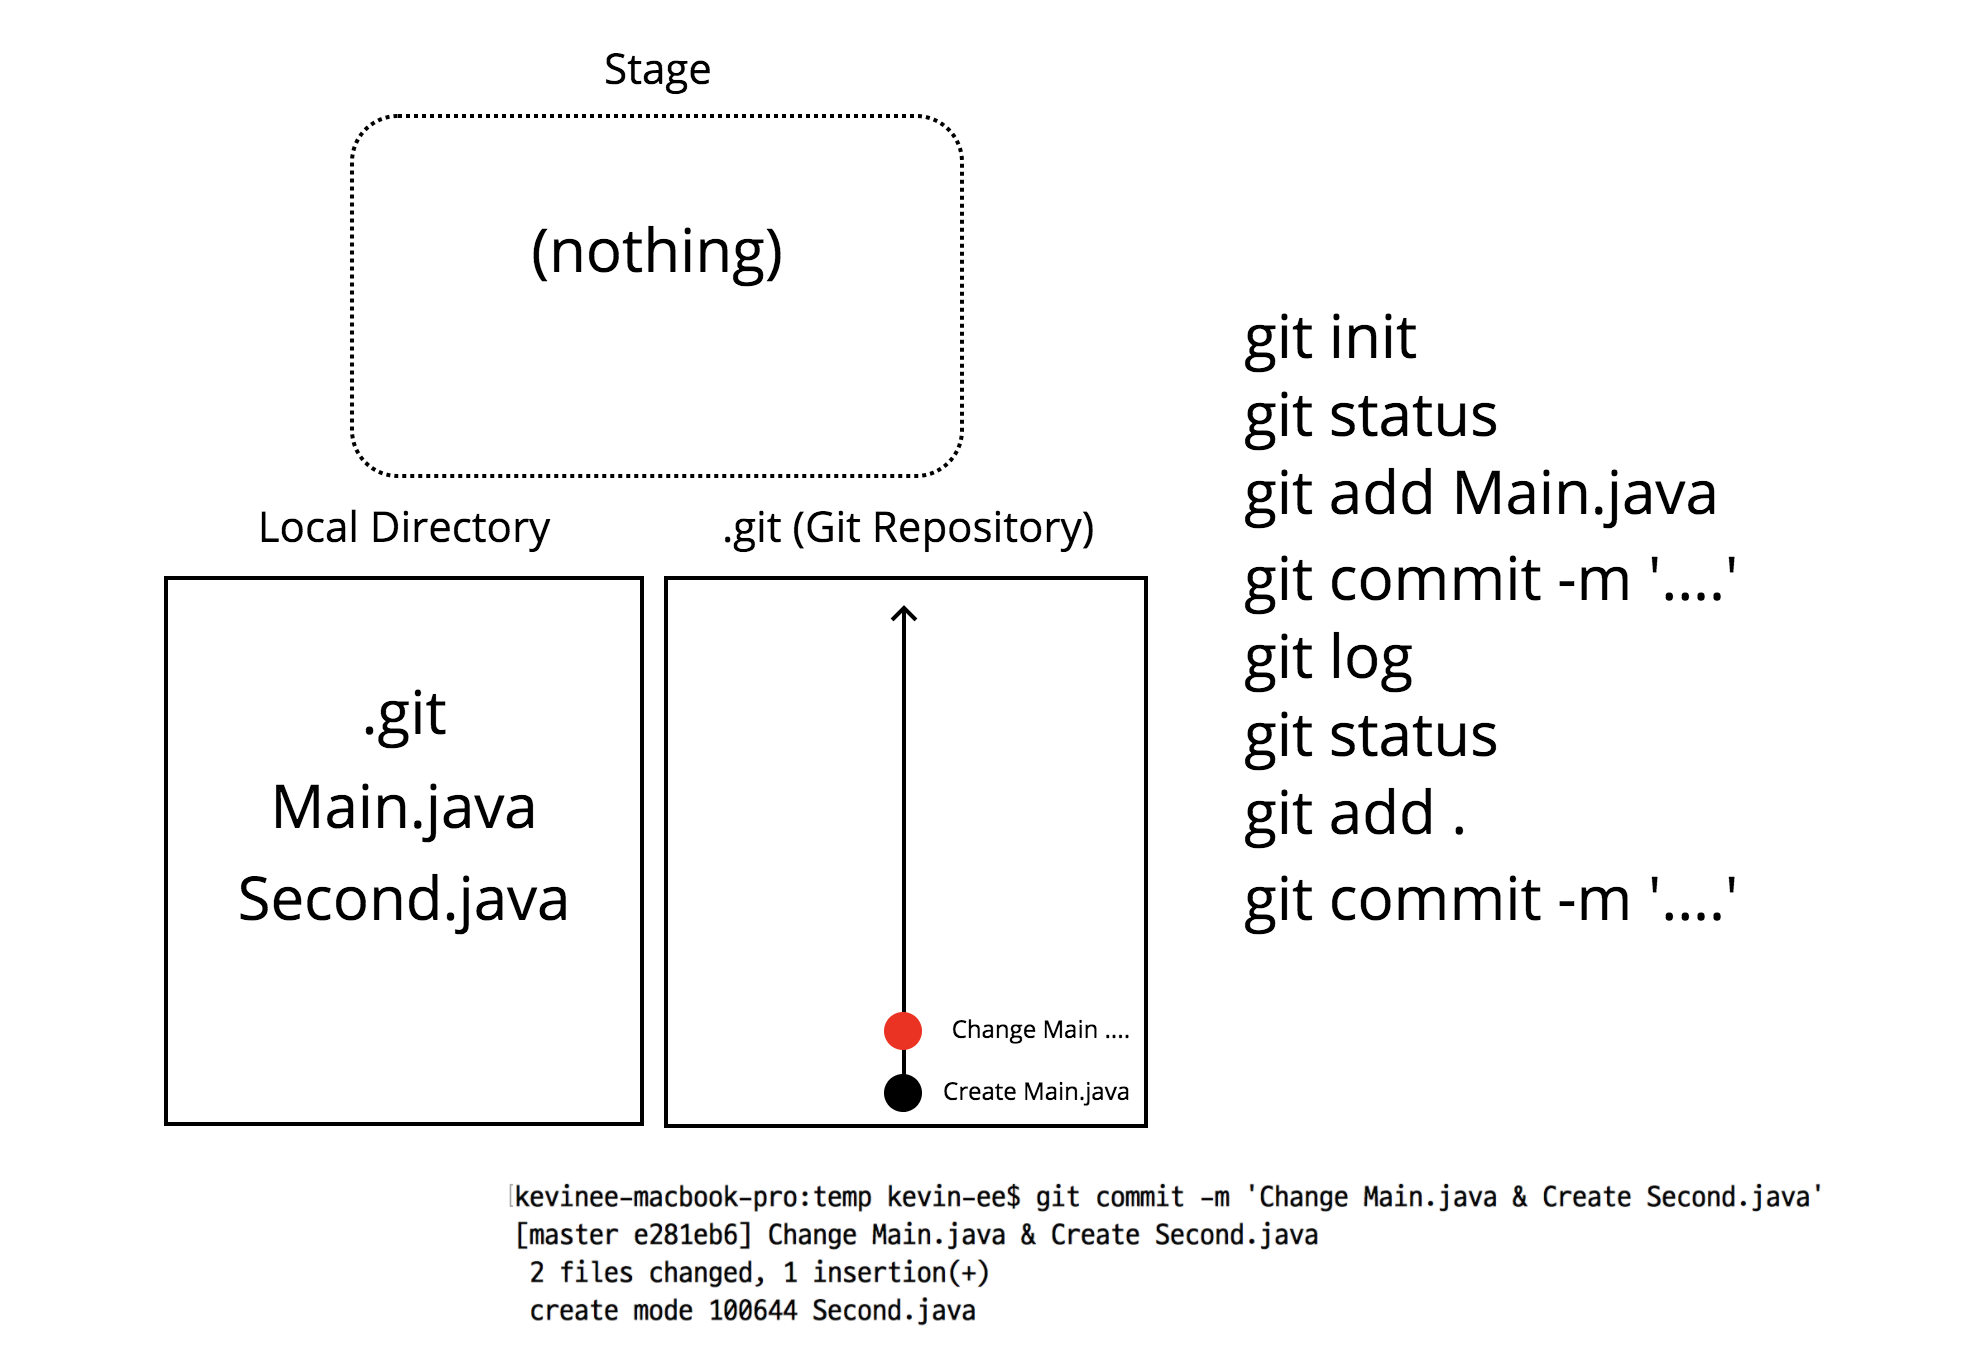 Stage
(nothing)
Local Directory
.git (Git Repository)
.git
Main.java
Second.java
Change Main ....
Create Main.java
git init
git status
git add Main.java
git commit -m '....'
git log
git status
git add .
git commit -m '....'
[kevinee-macbook-pro:temp kevin-ee$ git commit -m 'Change Main.java & Create Second.java'
[master e281eb6] Change Main.java & Create Second.java
2 files changed, 1 insertion(+)
create mode 100644 Second.java